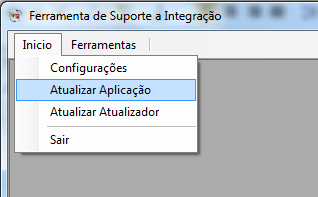 Ferramenta de Suporte a Integração
Inicio Ferramentas
Configurações
Atualizar Aplicação
Atualizar Atualizador
Sair